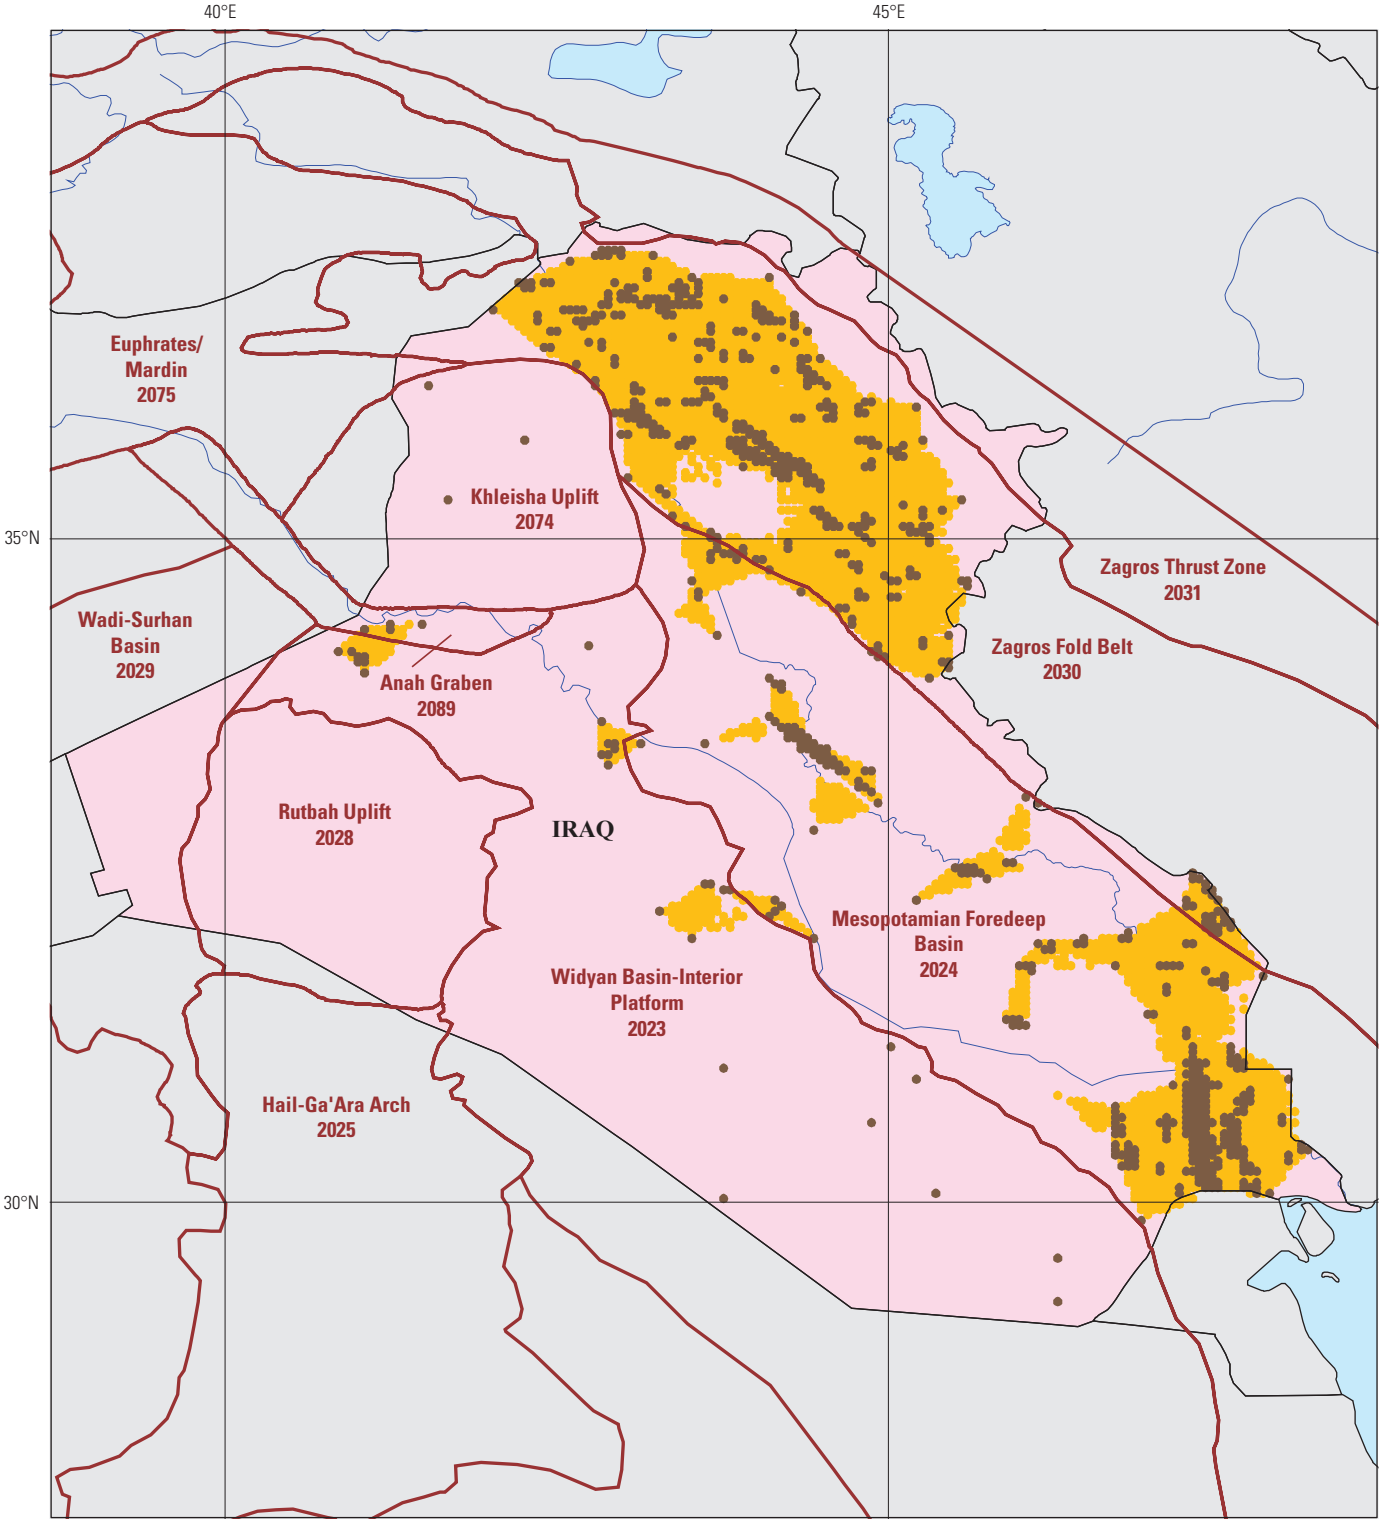 40°E
45°E
Euphrates/
Mardin
2075
Khleisha Uplift
2074
35°N
Zagros Thrust Zone
2031
Wadi-Surhan
Basin
2029
Zagros Fold Belt
2030
Anah Graben
2089
Rutbah Uplift
2028
IRAQ
Mesopotamian Foredeep
Basin
2024
Widyan Basin-Interior
Platform
2023
Hail-Ga'Ara Arch
2025
30°N